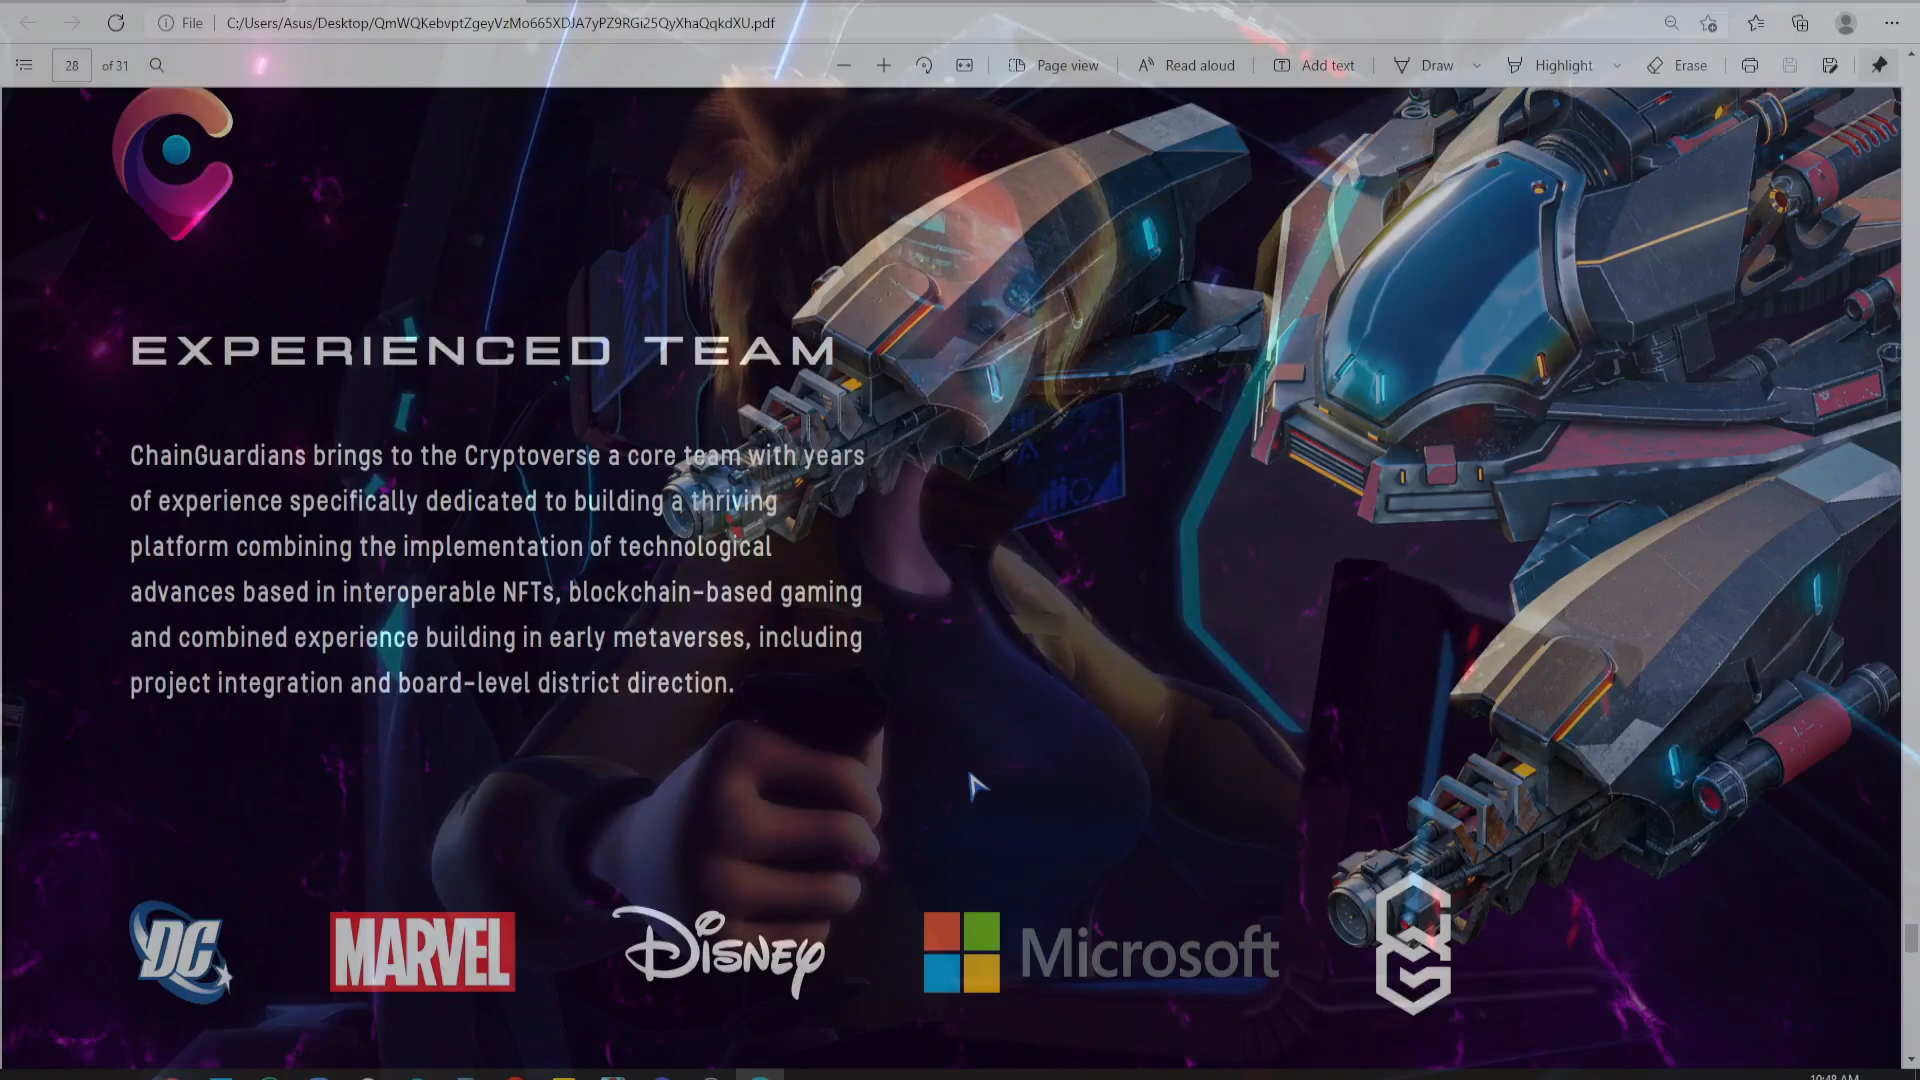 File
C:/Users/Asus/Desktop/QmWQKebvptZgeyVzMo665XDJA7yPZ9RGi25QyXhaQqkdXU.pdf
28 of 31
Page view
Read aloud
Add text
Draw
Highlight
Erase
EXPERIENCED TEAM
ChainGuardians brings to the Cryptoverse a core team with years
of experience specifically dedicated to building a thriving
platform combining the implementation of technological
advances based in interoperable NFTs, blockchain-based gaming
and combined experience building in early metaverses, including
project integration and board-level district direction.
DC
MARVEL
Disney
Microsoft